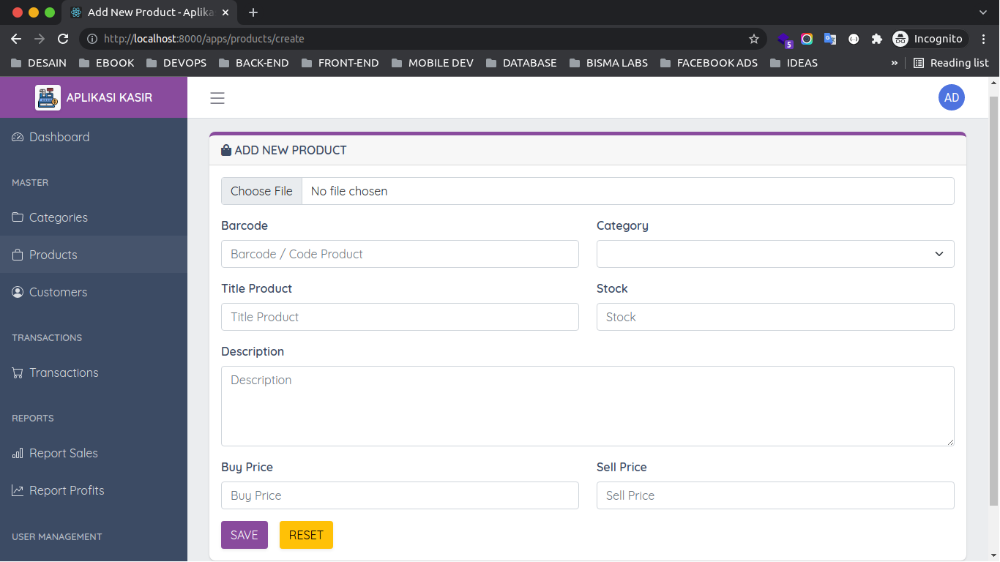 Add New Product - Aplika
http://localhost:8000/apps/products/create
5
Incognito
DESAIN EBOOK DEVOPS BACK-END FRONT-END MOBILE DEV DATABASE BISMA LABS FACEBOOK ADS IDEAS » Reading list
APLIKASI KASIR
AD
Dashboard
MASTER
Categories
Products
Customers
TRANSACTIONS
Transactions
REPORTS
Report Sales
Report Profits
USER MANAGEMENT
ADD NEW PRODUCT
Choose File No file chosen
Barcode Category
Barcode / Code Product
Title Product Stock
Title Product Stock
Description
Description
Buy Price Sell Price
Buy Price Sell Price
SAVE RESET